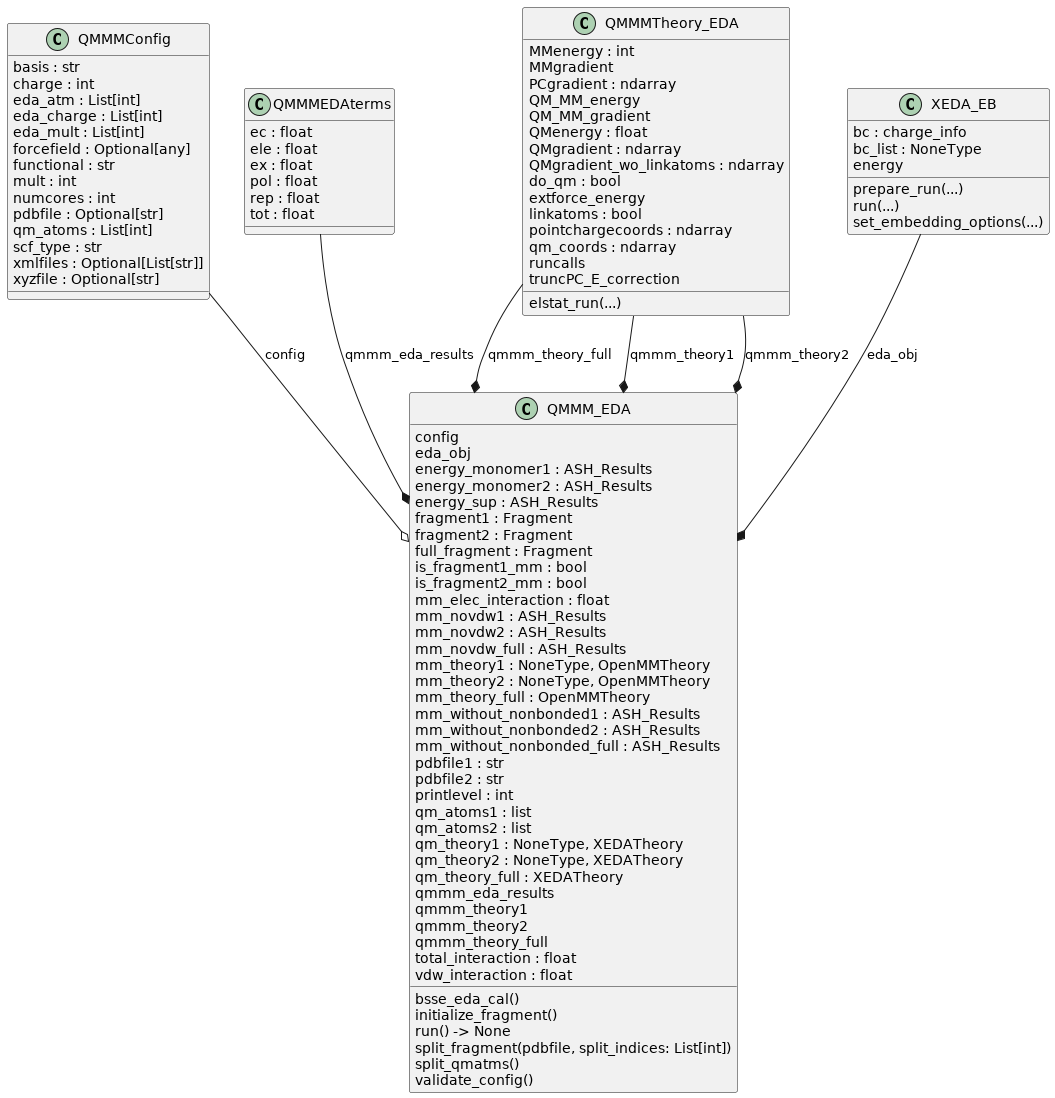 C QMMMConfig
basis : str
charge : int
eda_atm : List[int]
eda_charge : List[int]
eda_mult : List[int]
forcefield : Optional[any]
functional : str
mult : int
numcores : int
pdbfile : Optional[str]
qm_atoms : List[int]
scf_type : str
xmlfiles : Optional[List[str]]
xyzfile : Optional[str]
C QMMMEDAterms
ec : float
ele : float
ex : float
pol : float
rep : float
tot : float
C QMMMTheory_EDA
MMenergy : int
MMgradient
PCgradient : ndarray
QM_MM_energy
QM_MM_gradient
QMenergy : float
QMgradient : ndarray
QMgradient_wo_linkatoms : ndarray
do_qm : bool
extforce_energy
linkatoms : bool
pointchargecoords : ndarray
qm_coords : ndarray
runcalls
truncPC_E_correction
elstat_run(...)
C XEDA_EB
bc : charge_info
bc_list : NoneType
energy
prepare_run(...)
run(...)
set_embedding_options(...)
config
qmmm_eda_results
qmmm_theory_full
qmmm_theory1
qmmm_theory2
eda_obj
C QMMM_EDA
config
eda_obj
energy_monomer1 : ASH_Results
energy_monomer2 : ASH_Results
energy_sup : ASH_Results
fragment1 : Fragment
fragment2 : Fragment
full_fragment : Fragment
is_fragment1_mm : bool
is_fragment2_mm : bool
mm_elec_interaction : float
mm_novdw1 : ASH_Results
mm_novdw2 : ASH_Results
mm_novdw_full : ASH_Results
mm_theory1 : NoneType, OpenMMTheory
mm_theory2 : NoneType, OpenMMTheory
mm_theory_full : OpenMMTheory
mm_without_nonbonded1 : ASH_Results
mm_without_nonbonded2 : ASH_Results
mm_without_nonbonded_full : ASH_Results
pdbfile1 : str
pdbfile2 : str
printlevel : int
qm_atoms1 : list
qm_atoms2 : list
qm_theory1 : NoneType, XEDATheory
qm_theory2 : NoneType, XEDATheory
qm_theory_full : XEDATheory
qmmm_eda_results
qmmm_theory1
qmmm_theory2
qmmm_theory_full
total_interaction : float
vdw_interaction : float
bsse_eda_cal()
initialize_fragment()
run() -> None
split_fragment(pdbfile, split_indices: List[int])
split_qmatms()
validate_config()